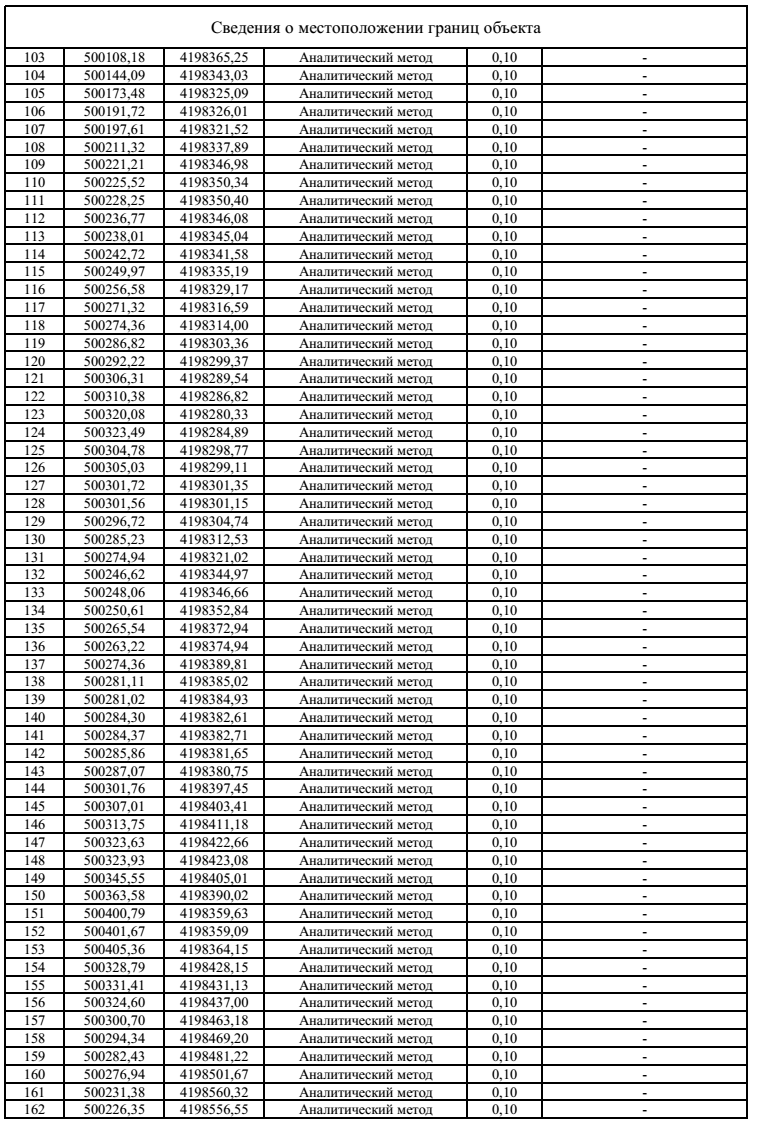 Сведения о местоположении границ объекта
103 500108,18 4198365,25 Аналитический метод 0,10 -
104 500144,09 4198343,03 Аналитический метод 0,10 -
105 500173,48 4198325,09 Аналитический метод 0,10 -
106 500191,72 4198326,01 Аналитический метод 0,10 -
107 500197,61 4198321,52 Аналитический метод 0,10 -
108 500211,32 4198337,89 Аналитический метод 0,10 -
109 500221,21 4198346,98 Аналитический метод 0,10 -
110 500225,52 4198350,34 Аналитический метод 0,10 -
111 500228,25 4198350,40 Аналитический метод 0,10 -
112 500236,77 4198346,08 Аналитический метод 0,10 -
113 500238,01 4198345,04 Аналитический метод 0,10 -
114 500242,72 4198341,58 Аналитический метод 0,10 -
115 500249,97 4198335,19 Аналитический метод 0,10 -
116 500256,58 4198329,17 Аналитический метод 0,10 -
117 500271,32 4198316,59 Аналитический метод 0,10 -
118 500274,36 4198314,00 Аналитический метод 0,10 -
119 500286,82 4198303,36 Аналитический метод 0,10 -
120 500292,22 4198299,37 Аналитический метод 0,10 -
121 500306,31 4198289,54 Аналитический метод 0,10 -
122 500310,38 4198286,82 Аналитический метод 0,10 -
123 500320,08 4198280,33 Аналитический метод 0,10 -
124 500323,49 4198284,89 Аналитический метод 0,10 -
125 500304,78 4198298,77 Аналитический метод 0,10 -
126 500305,03 4198299,11 Аналитический метод 0,10 -
127 500301,72 4198301,35 Аналитический метод 0,10 -
128 500301,56 4198301,15 Аналитический метод 0,10 -
129 500296,72 4198304,74 Аналитический метод 0,10 -
130 500285,23 4198312,53 Аналитический метод 0,10 -
131 500274,94 4198321,02 Аналитический метод 0,10 -
132 500246,62 4198344,97 Аналитический метод 0,10 -
133 500248,06 4198346,66 Аналитический метод 0,10 -
134 500250,61 4198352,84 Аналитический метод 0,10 -
135 500265,54 4198372,94 Аналитический метод 0,10 -
136 500263,22 4198374,94 Аналитический метод 0,10 -
137 500274,36 4198389,81 Аналитический метод 0,10 -
138 500281,11 4198385,02 Аналитический метод 0,10 -
139 500281,02 4198384,93 Аналитический метод 0,10 -
140 500284,30 4198382,61 Аналитический метод 0,10 -
141 500284,37 4198382,71 Аналитический метод 0,10 -
142 500285,86 4198381,65 Аналитический метод 0,10 -
143 500287,07 4198380,75 Аналитический метод 0,10 -
144 500301,76 4198397,45 Аналитический метод 0,10 -
145 500307,01 4198403,41 Аналитический метод 0,10 -
146 500313,75 4198411,18 Аналитический метод 0,10 -
147 500323,63 4198422,66 Аналитический метод 0,10 -
148 500323,93 4198423,08 Аналитический метод 0,10 -
149 500345,55 4198405,01 Аналитический метод 0,10 -
150 500363,58 4198390,02 Аналитический метод 0,10 -
151 500400,79 4198359,63 Аналитический метод 0,10 -
152 500401,67 4198359,09 Аналитический метод 0,10 -
153 500405,36 4198364,15 Аналитический метод 0,10 -
154 500328,79 4198428,15 Аналитический метод 0,10 -
155 500331,41 4198431,13 Аналитический метод 0,10 -
156 500324,60 4198437,00 Аналитический метод 0,10 -
157 500300,70 4198463,18 Аналитический метод 0,10 -
158 500294,34 4198469,20 Аналитический метод 0,10 -
159 500282,43 4198481,22 Аналитический метод 0,10 -
160 500276,94 4198501,67 Аналитический метод 0,10 -
161 500231,38 4198560,32 Аналитический метод 0,10 -
162 500226,35 4198556,55 Аналитический метод 0,10 -